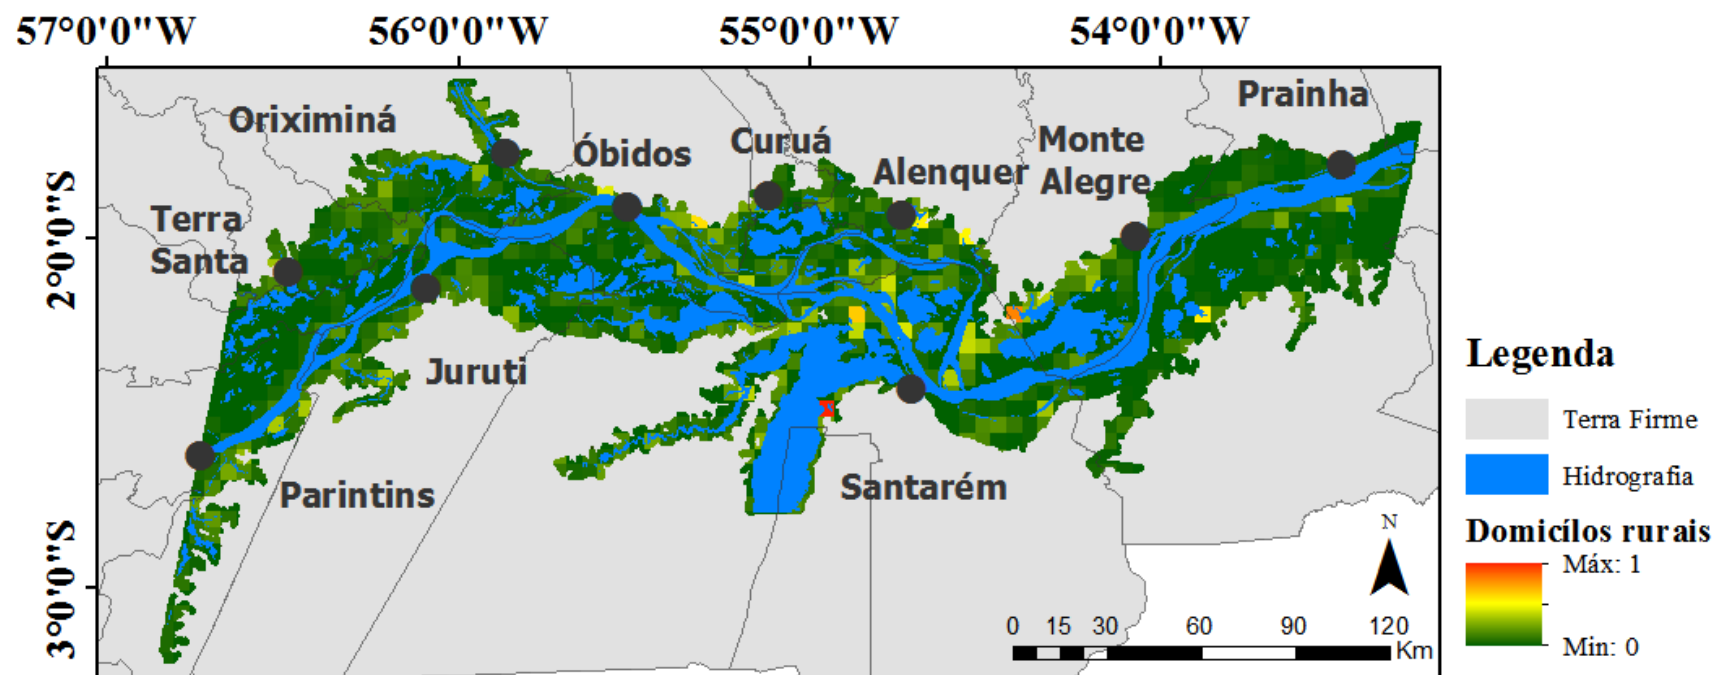 57°0'0"W 56°0'0"W 55°0'0"W 54°0'0"W
Prainha
Oriximiná
Óbidos
Curuá
Monte
Alegre
Alenquer
Terra
Santa
2°0'0"S
Juruti
Parintins
Santarém
3°0'0"S
N
0 15 30 60 90 120
Km
Legenda
Terra Firme
Hidrografia
Domicílos rurais
Máx: 1
Min: 0